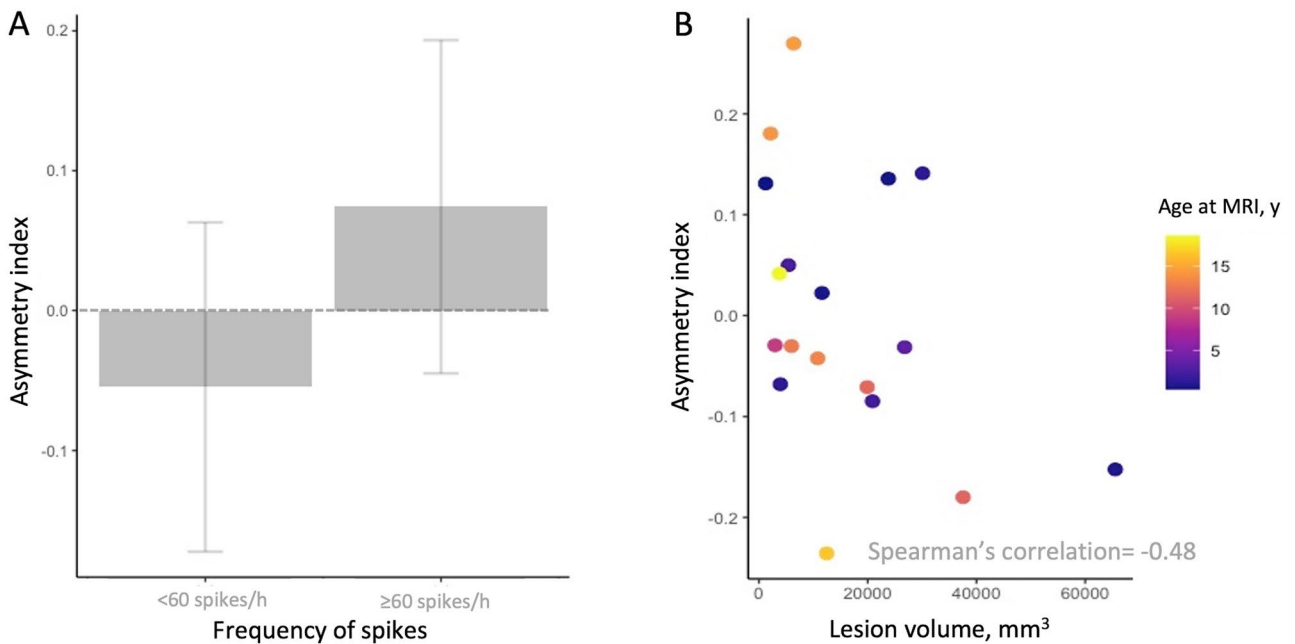 A
0.2
0.1
0.0
-0.1
Asymmetry index
<60 spikes/h
≥60 spikes/h
Frequency of spikes
B
0.2
0.1
0.0
-0.1
-0.2
Asymmetry index
Spearman's correlation= -0.48
0
20000
40000
60000
Lesion volume, mm³
Age at MRI, y
15
10
5